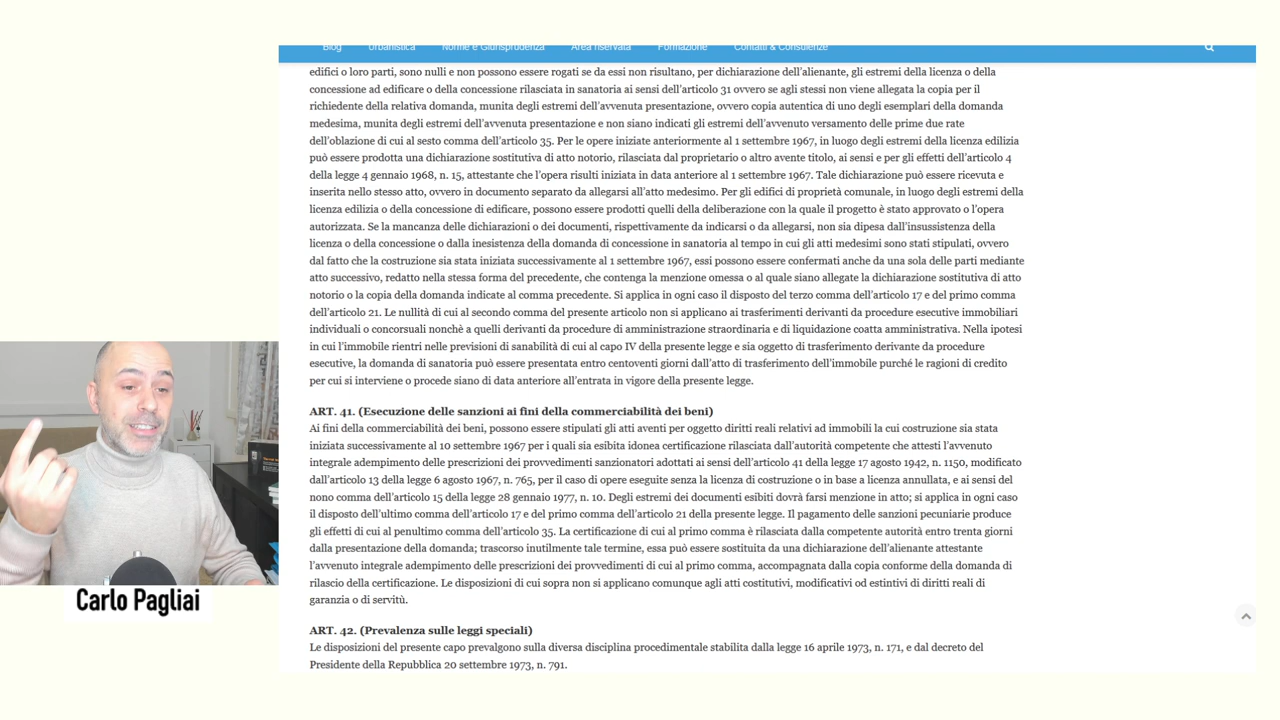 Blog Urbanistica Norme e Giurisprudenza Area riservata Formazione Contatti & Consulenze
edifici o loro parti, sono nulli e non possono essere rogati se da essi non risultano, per dichiarazione dell'alienante, gli estremi della licenza o della
concessione ad edificare o della concessione rilasciata in sanatoria ai sensi dell'articolo 31 ovvero se agli stessi non viene allegata la copia per il
richiedente della relativa domanda, munita degli estremi dell'avvenuta presentazione, ovvero copia autentica di uno degli esemplari della domanda
medesima, munita degli estremi dell'avvenuta presentazione e non siano indicati gli estremi dell'avvenuto versamento delle prime due rate
dell'oblazione di cui al sesto comma dell'articolo 35. Per le opere iniziate anteriormente al 1 settembre 1967, in luogo degli estremi della licenza edilizia
può essere prodotta una dichiarazione sostitutiva di atto notorio, rilasciata dal proprietario o altro avente titolo, ai sensi e per gli effetti dell'articolo 4
della legge 4 gennaio 1968, n. 15, attestante che l'opera risulti iniziata in data anteriore al 1 settembre 1967. Tale dichiarazione può essere ricevuta e
inserita nello stesso atto, ovvero in documento separato da allegarsi all'atto medesimo. Per gli edifici di proprietà comunale, in luogo degli estremi della
licenza edilizia o della concessione di edificare, possono essere prodotti quelli della deliberazione con la quale il progetto è stato approvato o l'opera
autorizzata. Se la mancanza delle dichiarazioni o dei documenti, rispettivamente da indicarsi o da allegarsi, non sia dipesa dall'insussistenza della
licenza o della concessione o dalla inesistenza della domanda di concessione in sanatoria al tempo in cui gli atti medesimi sono stati stipulati, ovvero
dal fatto che la costruzione sia stata iniziata successivamente al 1 settembre 1967, essi possono essere confermati anche da una sola delle parti mediante
atto successivo, redatto nella stessa forma del precedente, che contenga la menzione omessa o al quale siano allegate la dichiarazione sostitutiva di atto
notorio o la copia della domanda indicate al comma precedente. Si applica in ogni caso il disposto del terzo comma dell'articolo 17 e del primo comma
dell'articolo 21. Le nullità di cui al secondo comma del presente articolo non si applicano ai trasferimenti derivanti da procedure esecutive immobiliari
individuali o concorsuali nonchè a quelli derivanti da procedure di amministrazione straordinaria e di liquidazione coatta amministrativa. Nella ipotesi
in cui l'immobile rientri nelle previsioni di sanabilità di cui al capo IV della presente legge e sia oggetto di trasferimento derivante da procedure
esecutive, la domanda di sanatoria può essere presentata entro centoventi giorni dall'atto di trasferimento dell'immobile purché le ragioni di credito
per cui si interviene o procede siano di data anteriore all'entrata in vigore della presente legge.
ART. 41. (Esecuzione delle sanzioni ai fini della commerciabilità dei beni)
Ai fini della commerciabilità dei beni, possono essere stipulati gli atti aventi per oggetto diritti reali relativi ad immobili la cui costruzione sia stata
iniziata successivamente al 10 settembre 1967 per i quali sia esibita idonea certificazione rilasciata dall'autorità competente che attesti l'avvenuto
integrale adempimento delle prescrizioni dei provvedimenti sanzionatori adottati ai sensi dell'articolo 41 della legge 17 agosto 1942, n. 1150, modificato
dall'articolo 13 della legge 6 agosto 1967, n. 765, per il caso di opere eseguite senza la licenza di costruzione o in base a licenza annullata, e ai sensi del
nono comma dell'articolo 15 della legge 28 gennaio 1977, n. 10. Degli estremi dei documenti esibiti dovrà farsi menzione in atto; si applica in ogni caso
il disposto dell'ultimo comma dell'articolo 17 e del primo comma dell'articolo 21 della presente legge. Il pagamento delle sanzioni pecuniarie produce
gli effetti di cui al penultimo comma dell'articolo 35. La certificazione di cui al primo comma è rilasciata dalla competente autorità entro trenta giorni
dalla presentazione della domanda; trascorso inutilmente tale termine, essa può essere sostituita da una dichiarazione dell'alienante attestante
l'avvenuto integrale adempimento delle prescrizioni dei provvedimenti di cui al primo comma, accompagnata dalla copia conforme della domanda di
rilascio della certificazione. Le disposizioni di cui sopra non si applicano comunque agli atti costitutivi, modificativi od estintivi di diritti reali di
garanzia o di servitù.
ART. 42. (Prevalenza sulle leggi speciali)
Le disposizioni del presente capo prevalgono sulla diversa disciplina procedimentale stabilita dalla legge 16 aprile 1973, n. 171, e dal decreto del
Presidente della Repubblica 20 settembre 1973, n. 791.
Carlo Pagliai